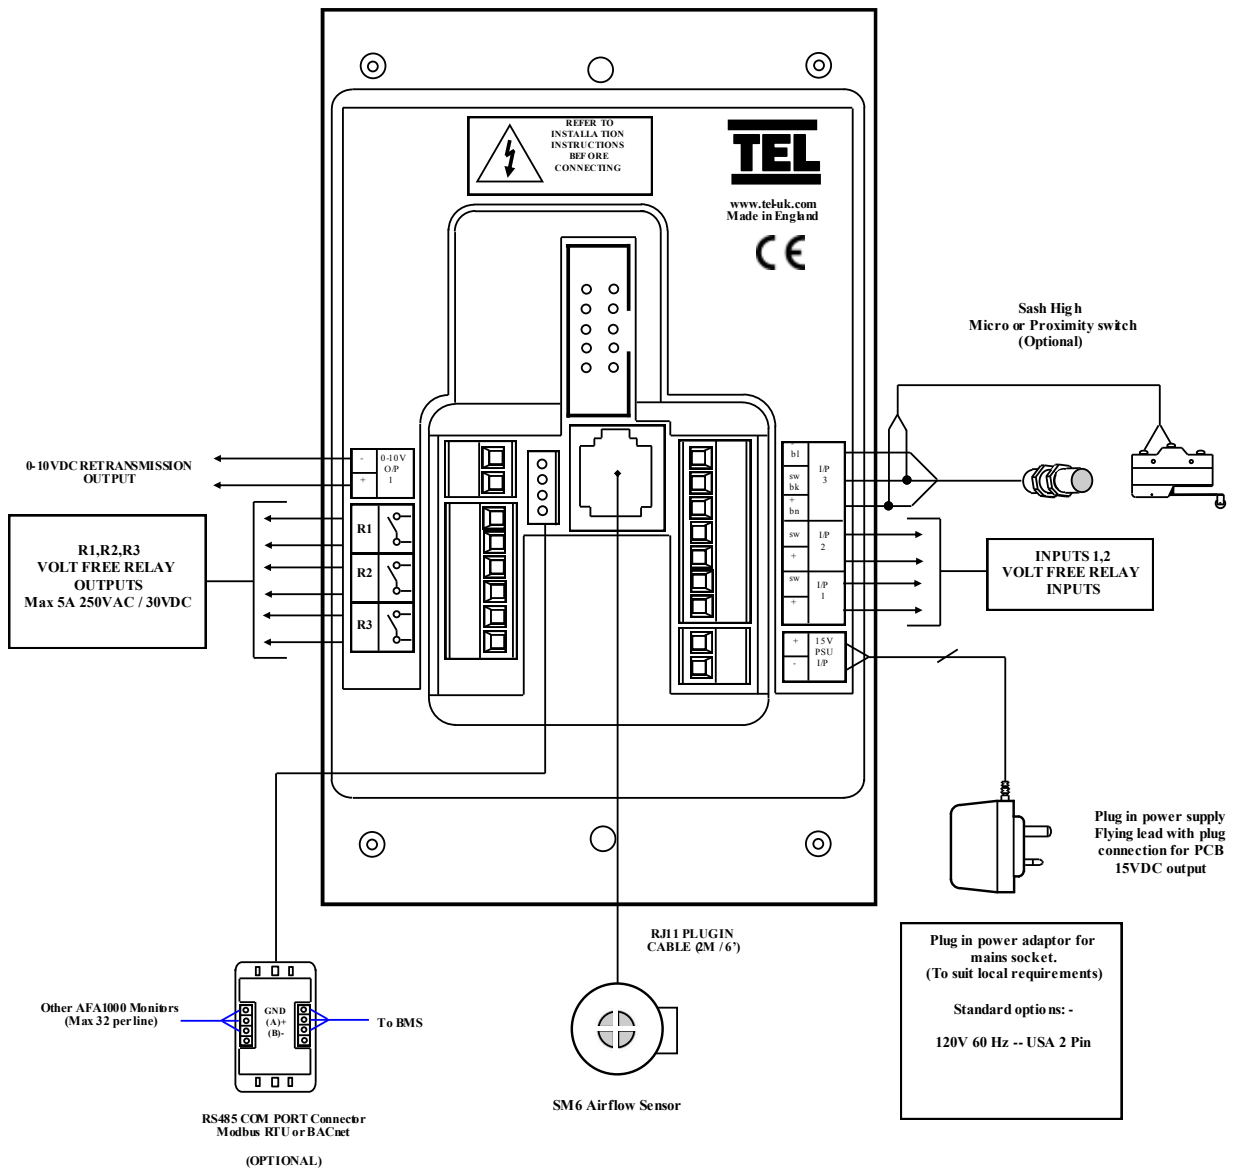 REFER TO
INSTALLATION
INSTRUCTIONS
BEFORE
CONNECTING
TEL
www.tel-uk.com
Made in England
CE
Sash High
Micro or Proximity switch
(Optional)
0-10VDC RETRANSMISSION
OUTPUT
-
+
0-10V
O/P
1
R1
R2
R3
R1,R2,R3
VOLT FREE RELAY
OUTPUTS
Max 5A 250VAC / 30VDC
bl
sw
bk
+
bn
I/P
3
sw
+
I/P
2
sw
+
I/P
1
+
-
15V
PSU
I/P
INPUTS 1,2
VOLT FREE RELAY
INPUTS
Plug in power supply
Flying lead with plug
connection for PCB
15VDC output
RJ11 PLUGIN
CABLE (2M / 6')
Plug in power adaptor for
mains socket.
(To suit local requirements)
Standard options: -
120V 60 Hz -- USA 2 Pin
Other AFA1000 Monitors
(Max 32 per line)
GND
(A)+
(B)-
To BMS
SM6 Airflow Sensor
RS485 COM PORT Connector
Modbus RTU or BACnet
(OPTIONAL)